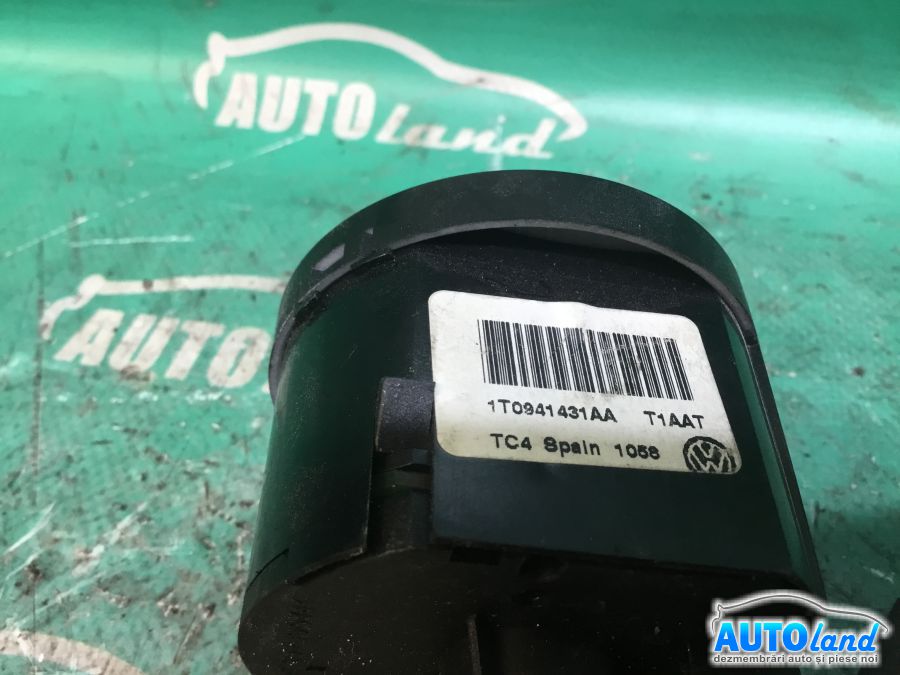 AUTOland
AUTO
1T0941431AA T1AAT
TC4 Spain 1056
AUTOland
dezmembrări auto și piese noi